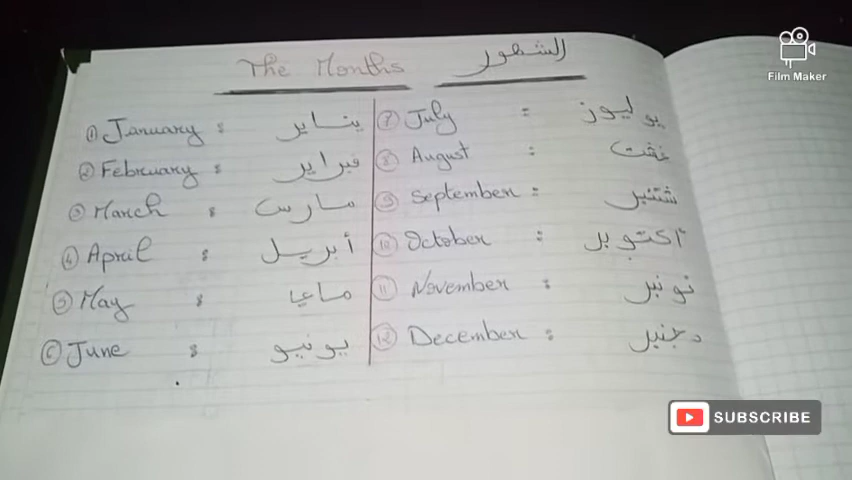 The Months الشهور
① January : يناير
② February : فبراير
③ March : مارس
④ April : أبريل
⑤ May : ماي
⑥ June : يونيو
⑦ July : يوليوز
⑧ August : غشت
⑨ September : شتنبر
⑩ October : أكتوبر
⑪ November : نونبر
⑫ December : دجنبر
Film Maker
SUBSCRIBE